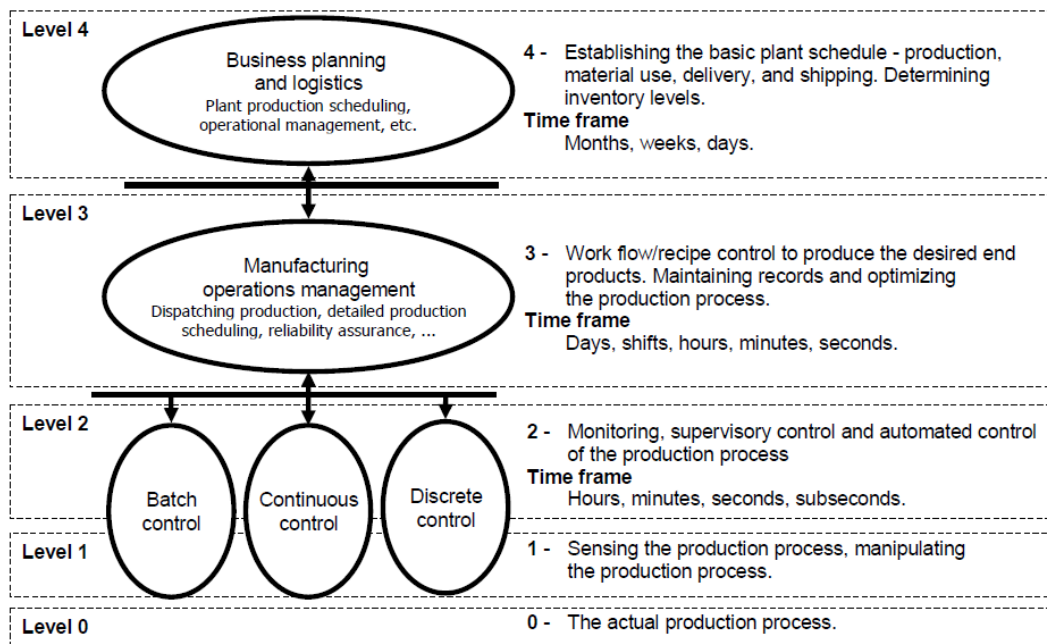 Level 4
Business planning
and logistics
Plant production scheduling,
operational management, etc.
4 - Establishing the basic plant schedule - production,
material use, delivery, and shipping. Determining
inventory levels.
Time frame
Months, weeks, days.
Level 3
Manufacturing
operations management
Dispatching production, detailed production
scheduling, reliability assurance, ...
3 - Work flow/recipe control to produce the desired end
products. Maintaining records and optimizing
the production process.
Time frame
Days, shifts, hours, minutes, seconds.
Level 2
Batch
control
Continuous
control
Discrete
control
2 - Monitoring, supervisory control and automated control
of the production process
Time frame
Hours, minutes, seconds, subseconds.
Level 1
1 - Sensing the production process, manipulating
the production process.
Level 0
0 - The actual production process.